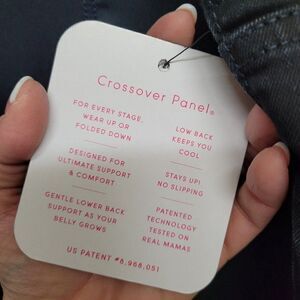 Crossover Panel®
FOR EVERY STAGE,
WEAR UP OR
FOLDED DOWN
DESIGNED FOR
ULTIMATE SUPPORT
& COMFORT
GENTLE LOWER BACK
SUPPORT AS YOUR
BELLY GROWS
LOW BACK
KEEPS YOU
COOL
STAYS UP!
NO SLIPPING
PATENTED
TECHNOLOGY
TESTED ON
REAL MAMAS
US PATENT #8,968,051